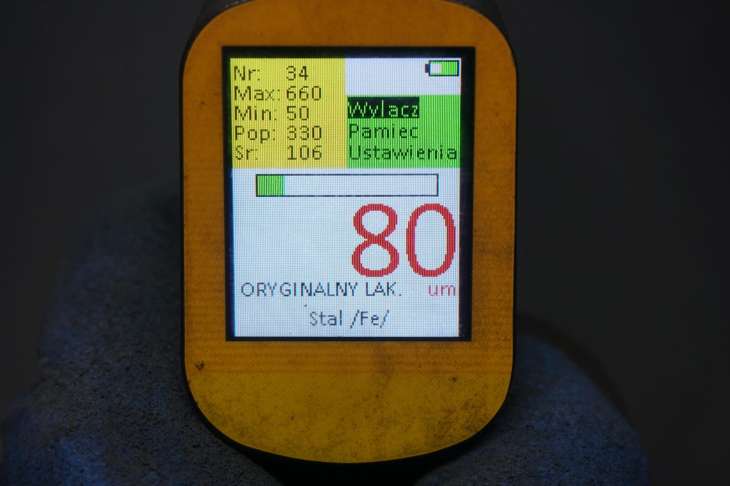 Nr: 34
Max: 660
Min: 50
Pop: 330
Sr: 106
Wylacz
Pamiec
Ustawienia
80
ORYGINALNY LAK. um
Stal /Fe/